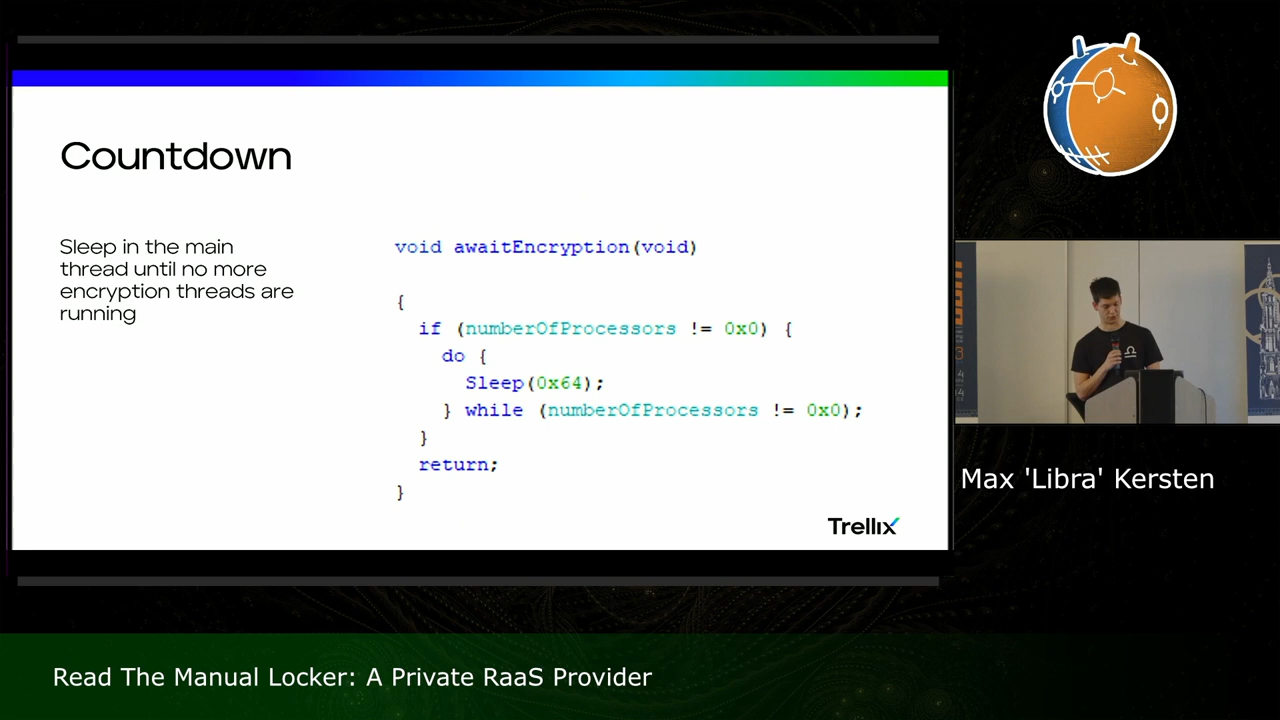 Countdown
Sleep in the main
thread until no more
encryption threads are
running
void awaitEncryption(void)
{
if (numberOfProcessors != 0x0) {
do {
Sleep(0x64);
} while (numberOfProcessors != 0x0);
}
return;
}
Trellix
Max 'Libra' Kersten
Read The Manual Locker: A Private RaaS Provider